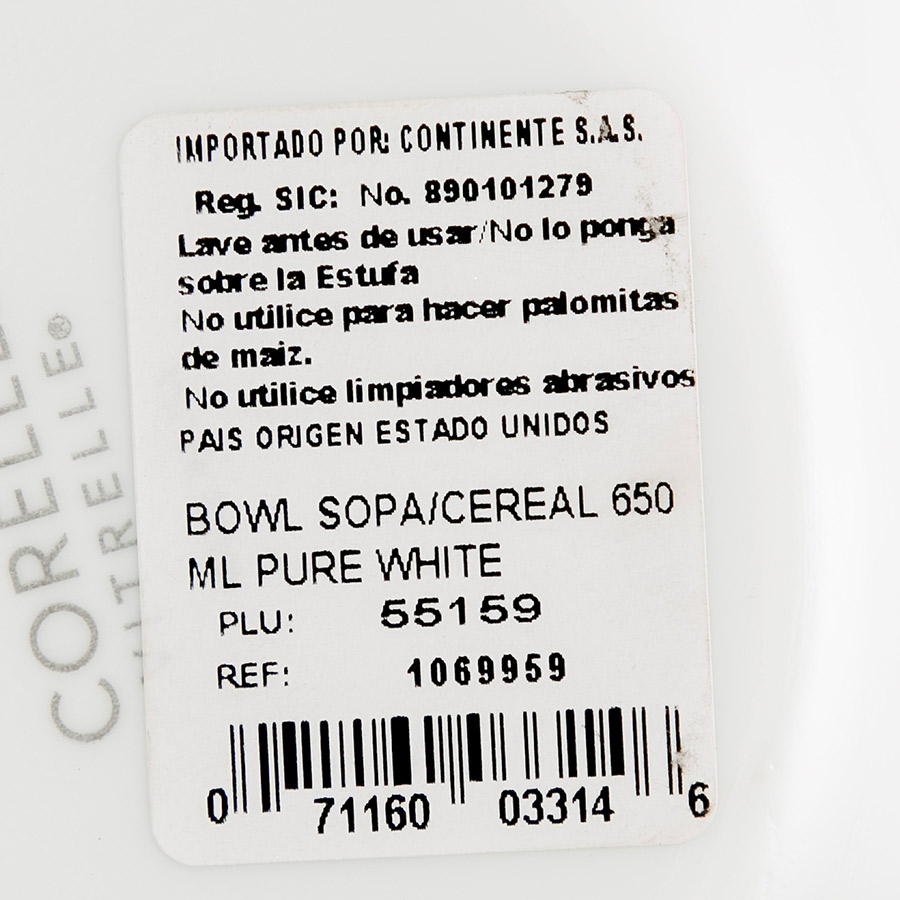 IMPORTADO POR: CONTINENTE S.A.S.
Reg. SIC: No. 890101279
Lave antes de usar/No lo ponga
sobre la Estufa
No utilice para hacer palomitas
de maiz.
No utilice limpiadores abrasivos
PAIS ORIGEN ESTADO UNIDOS
BOWL SOPA/CEREAL 650
ML PURE WHITE
PLU: 55159
REF: 1069959
0 71160 03314 6
CORELLE